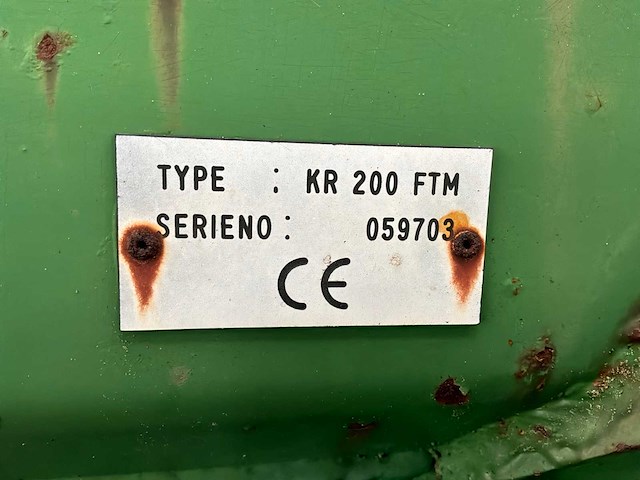 TYPE : KR 200 FTM
SERIENO : 059703
CE